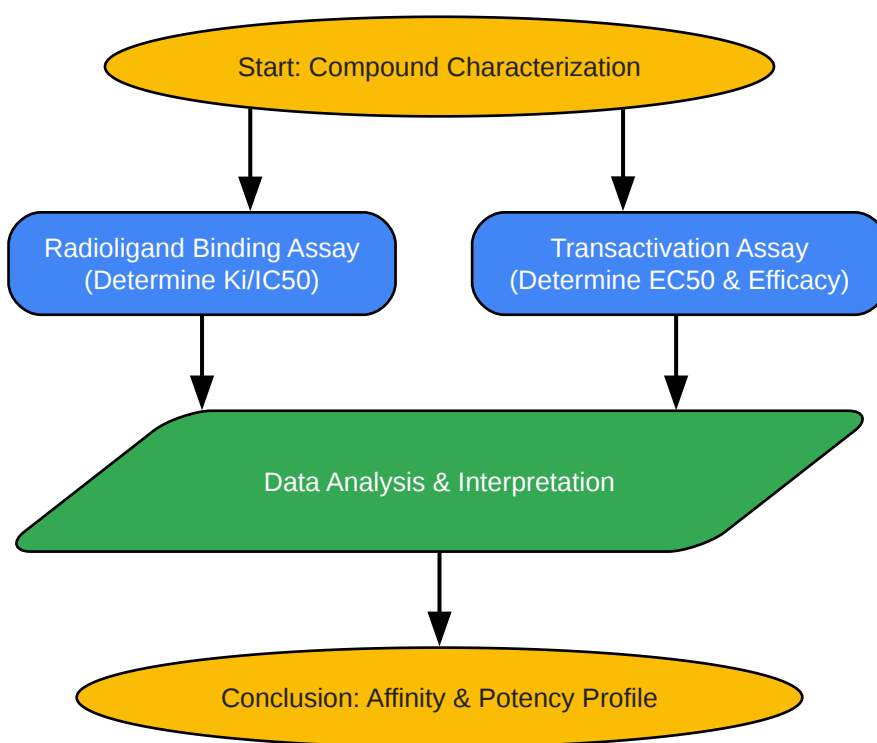 Start: Compound Characterization
Radioligand Binding Assay
(Determine Ki/IC50)
Transactivation Assay
(Determine EC50 & Efficacy)
Data Analysis & Interpretation
Conclusion: Affinity & Potency Profile